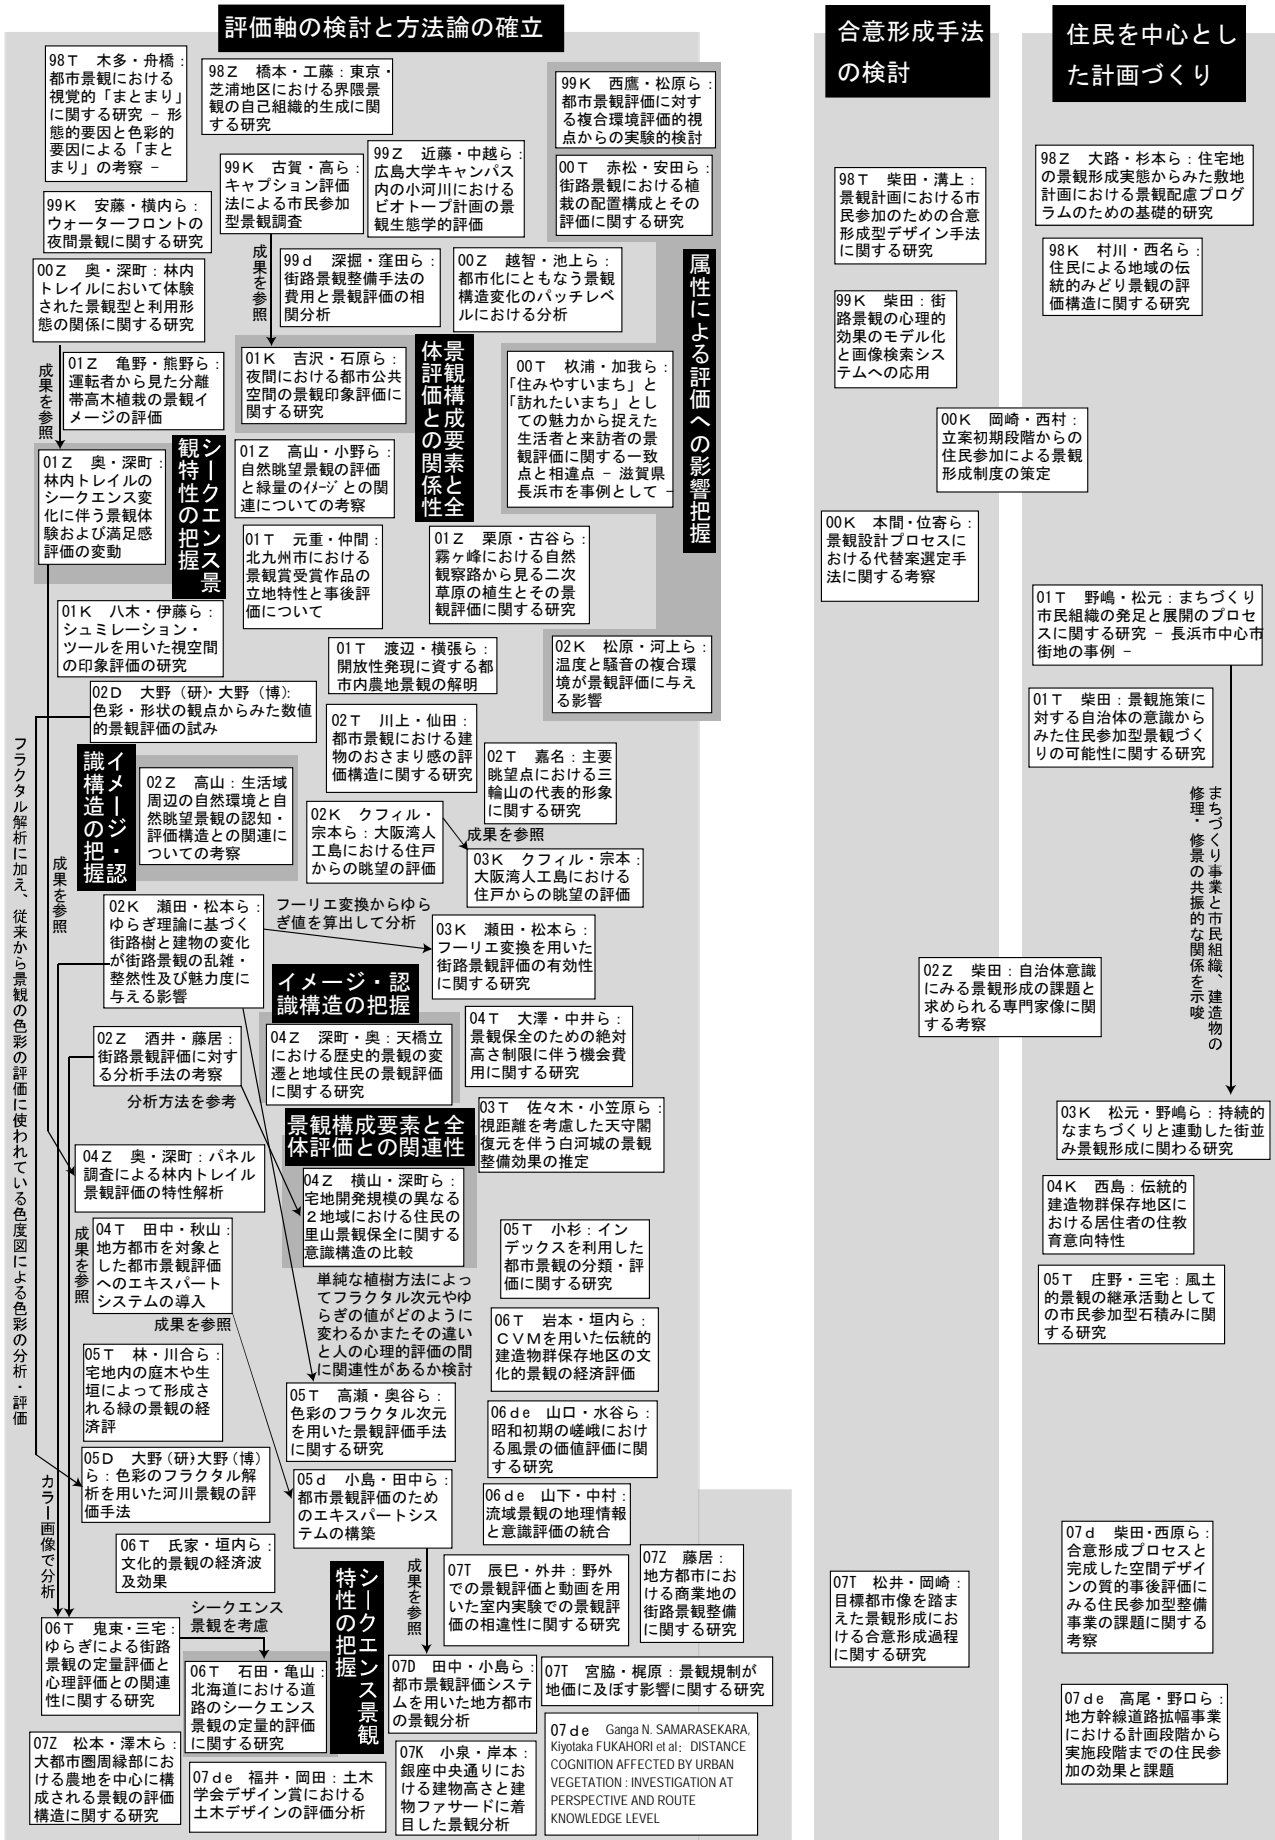 評価軸の検討と方法論の確立
98T 木多・舟橋：
都市景観における
視覚的「まとまり」
に関する研究 − 形
態的要因と色彩的
要因による「まと
まり」の考察 −
98Z 橋本・工藤：東京・
芝浦地区における界隈景
観の自己組織的生成に関
する研究
99K 西鷹・松原ら：
都市景観評価に対す
る複合環境評価的視
点からの実験的検討
99K 古賀・高ら：
キャプション評価
法による市民参加
型景観調査
99Z 近藤・中越ら：
広島大学キャンパス
内の小河川における
ビオトープ計画の景
観生態学的評価
00T 赤松・安田ら：
街路景観における植
栽の配置構成とその
評価に関する研究
99K 安藤・横内ら：
ウォーターフロントの
夜間景観に関する研究
成果を参照
99d 深掘・窪田ら：
街路景観整備手法の
費用と景観評価の相
関分析
00Z 越智・池上ら：
都市化にともなう景観
構造変化のパッチレベ
ルにおける分析
属性による評価への影響把握
00Z 奥・深町：林内
トレイルにおいて体験
された景観型と利用形
態の関係に関する研究
成果を参照
01Z 亀野・熊野ら：
運転者から見た分離
帯高木植栽の景観イ
メージの評価
01K 吉沢・石原ら：
夜間における都市公共
空間の景観印象評価に
関する研究
景観構成要素と全
体評価との関係性
00T 杦浦・加我ら：
「住みやすいまち」と
「訪れたいまち」とし
ての魅力から捉えた
生活者と来訪者の景
観評価に関する一致
点と相違点 − 滋賀県
長浜市を事例として −
01Z 奥・深町：
林内トレイルの
シークエンス変
化に伴う景観体
験および満足感
評価の変動
シークエンス景
観特性の把握
01Z 高山・小野ら：
自然眺望景観の評価
と緑量のｲﾒｰｼﾞとの関
連についての考察
01T 元重・仲間：
北九州市における
景観賞受賞作品の
立地特性と事後評
価について
01Z 栗原・古谷ら：
霧ヶ峰における自然
観察路から見る二次
草原の植生とその景
観評価に関する研究
01K 八木・伊藤ら：
シュミレーション・
ツールを用いた視空間
の印象評価の研究
01T 渡辺・横張ら：
開放性発現に資する都
市内農地景観の解明
02K 松原・河上ら：
温度と騒音の複合環
境が景観評価に与え
る影響
02D 大野（研）・大野（博）:
色彩・形状の観点からみた数値
的景観評価の試み
02T 川上・仙田：
都市景観における建
物のおさまり感の評
価構造に関する研究
02T 嘉名：主要
眺望点における三
輪山の代表的形象
に関する研究
イメージ・認
識構造の把握
02Z 高山：生活域
周辺の自然環境と自
然眺望景観の認知・
評価構造との関連に
ついての考察
02K クフィル・
宗本ら：大阪湾人
工島における住戸
からの眺望の評価
成果を参照
03K クフィル・宗本：
大阪湾人工島における
住戸からの眺望の評価
フラクタル解析に加え、従来から景観の色彩の評価に使われている色度図による色彩の分析・評価
成果を参照
02K 瀬田・松本ら：
ゆらぎ理論に基づく
街路樹と建物の変化
が街路景観の乱雑・
整然性及び魅力度に
与える影響
フーリエ変換からゆら
ぎ値を算出して分析
03K 瀬田・松本ら：
フーリエ変換を用いた
街路景観評価の有効性
に関する研究
イメージ・認
識構造の把握
02Z 酒井・藤居：
街路景観評価に対す
る分析手法の考察
04Z 深町・奥：天橋立
における歴史的景観の変
遷と地域住民の景観評価
に関する研究
04T 大澤・中井ら：
景観保全のための絶対
高さ制限に伴う機会費
用に関する研究
分析方法を参考
景観構成要素と全
体評価との関連性
03T 佐々木・小笠原ら：
視距離を考慮した天守閣
復元を伴う白河城の景観
整備効果の推定
04Z 奥・深町：パネル
調査による林内トレイル
景観評価の特性解析
04Z 横山・深町ら：
宅地開発規模の異なる
２地域における住民の
里山景観保全に関する
意識構造の比較
成果を参照
04T 田中・秋山：
地方都市を対象と
した都市景観評価
へのエキスパート
システムの導入
成果を参照
05T 小杉：イン
デックスを利用した
都市景観の分類・評
価に関する研究
単純な植樹方法によっ
てフラクタル次元やゆ
らぎの値がどのように
変わるかまたその違い
と人の心理的評価の間
に関連性があるか検討
06T 岩本・垣内ら：
ＣＶＭを用いた伝統的
建造物群保存地区の文
化的景観の経済評価
05T 林・川合ら：
宅地内の庭木や生
垣によって形成さ
れる緑の景観の経
済評
05T 高瀬・奥谷ら：
色彩のフラクタル次元
を用いた景観評価手法
に関する研究
06de 山口・水谷ら：
昭和初期の嵯峨におけ
る風景の価値評価に関
する研究
05D 大野（研）大野（博）
ら：色彩のフラクタル解
析を用いた河川景観の評
価手法
05d 小島・田中ら：
都市景観評価のため
のエキスパートシス
テムの構築
06de 山下・中村：
流域景観の地理情報
と意識評価の統合
カラー画像で分析
06T 氏家・垣内ら：
文化的景観の経済波
及効果
シークエンス景観
特性の把握
成果を参照
07T 辰巳・外井：野外
での景観評価と動画を用
いた室内実験での景観評
価の相違性に関する研究
07Z 藤居：
地方都市にお
ける商業地の
街路景観整備
に関する研究
06T 鬼束・三宅：
ゆらぎによる街路
景観の定量評価と
心理評価との関連
性に関する研究
シークエンス
景観を考慮
06T 石田・亀山：
北海道における道
路のシークエンス
景観の定量的評価
に関する研究
07D 田中・小島ら：
都市景観評価システ
ムを用いた地方都市
の景観分析
07T 宮脇・梶原：景観規制が
地価に及ぼす影響に関する研究
07Z 松本・澤木ら：
大都市圏周縁部にお
ける農地を中心に構
成される景観の評価
構造に関する研究
07de 福井・岡田：土木
学会デザイン賞における
土木デザインの評価分析
07K 小泉・岸本：
銀座中央通りにお
ける建物高さと建
物ファサードに着
目した景観分析
07de Ganga N. SAMARASEKARA,
Kiyotaka FUKAHORI et al: DISTANCE
COGNITION AFFECTED BY URBAN
VEGETATION : INVESTIGATION AT
PERSPECTIVE AND ROUTE
KNOWLEDGE LEVEL
合意形成手法
の検討
98T 柴田・溝上：
景観計画における市
民参加のための合意
形成型デザイン手法
に関する研究
99K 柴田：街
路景観の心理的
効果のモデル化
と画像検索シス
テムへの応用
00K 岡崎・西村：
立案初期段階からの
住民参加による景観
形成制度の策定
00K 本間・位寄ら：
景観設計プロセスに
おける代替案選定手
法に関する考察
02Z 柴田：自治体意識
にみる景観形成の課題と
求められる専門家像に関
する考察
07T 松井・岡崎：
目標都市像を踏ま
えた景観形成にお
ける合意形成過程
に関する研究
住民を中心とし
た計画づくり
98Z 大路・杉本ら：住宅地
の景観形成実態からみた敷地
計画における景観配慮プログ
ラムのための基礎的研究
98K 村川・西名ら：
住民による地域の伝
統的みどり景観の評
価構造に関する研究
01T 野嶋・松元：まちづくり
市民組織の発足と展開のプロセ
スに関する研究 − 長浜市中心市
街地の事例 −
01T 柴田：景観施策に
対する自治体の意識から
みた住民参加型景観づく
りの可能性に関する研究
まちづくり事業と市民組織、建造物の
修理・修景の共振的な関係を示唆
03K 松元・野嶋ら：持続的
なまちづくりと連動した街並
み景観形成に関わる研究
04K 西島：伝統的
建造物群保存地区に
おける居住者の住教
育意向特性
05T 庄野・三宅：風土
的景観の継承活動として
の市民参加型石積みに関
する研究
07d 柴田・西原ら：
合意形成プロセスと
完成した空間デザイ
ンの質的事後評価に
みる住民参加型整備
事業の課題に関する
考察
07de 高尾・野口ら：
地方幹線道路拡幅事業
における計画段階から
実施段階までの住民参
加の効果と課題